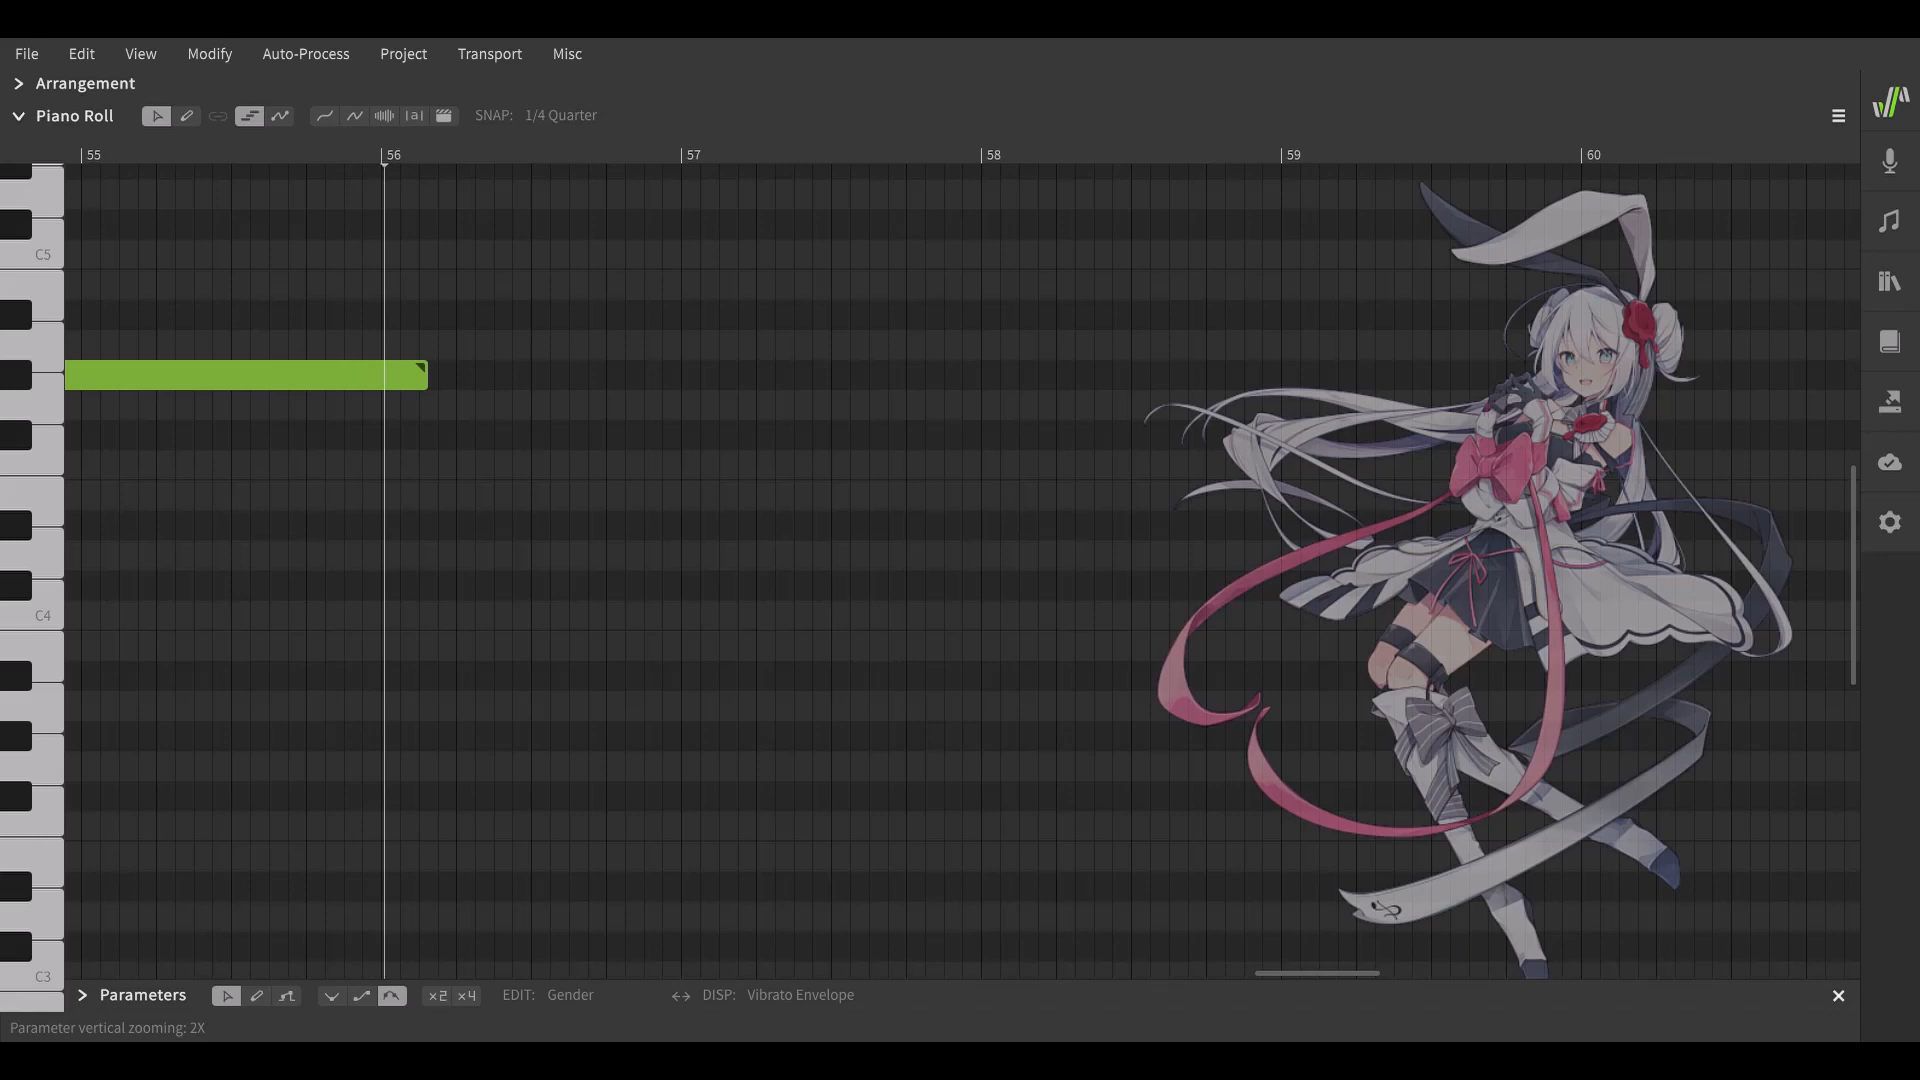 File Edit View Modify Auto-Process Project Transport Misc
Arrangement
Piano Roll [a] SNAP: 1/4 Quarter
55 56 57 58 59 60
C5
C4
C3
Parameters ×2 ×4 EDIT: Gender DISP: Vibrato Envelope
Parameter vertical zooming: 2X